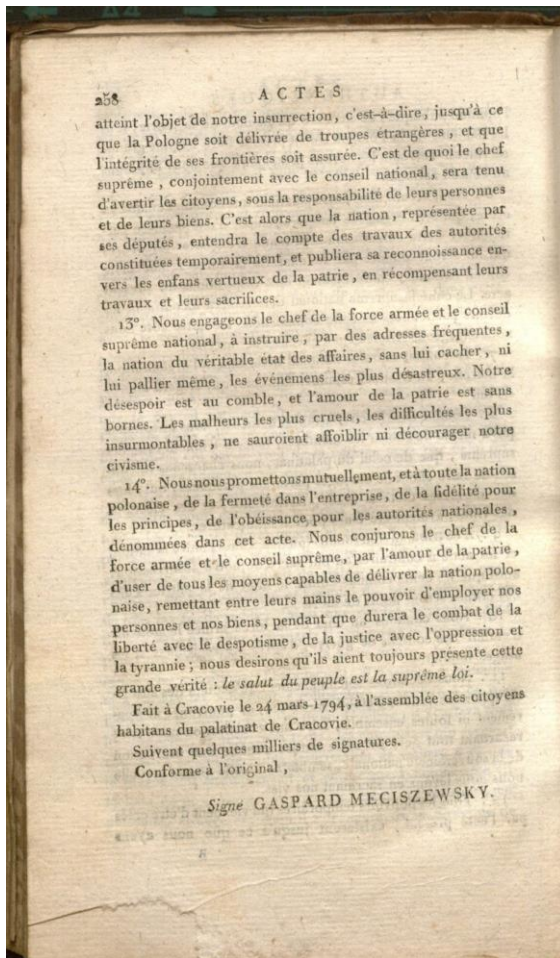 258 ACTES
atteint l'objet de notre insurrection, c'est-à-dire, jusqu'à ce
que la Pologne soit délivrée de troupes étrangères, et que
l'intégrité de ses frontières soit assurée. C'est de quoi le chef
suprême, conjointement avec le conseil national, sera tenu
d'avertir les citoyens, sous la responsabilité de leurs personnes
et de leurs biens. C'est alors que la nation, représentée par
ses députés, entendra le compte des travaux des autorités
constituées temporairement, et publiera sa reconnoissance en-
vers les enfans vertueux de la patrie, en récompensant leurs
travaux et leurs sacrifices.
13°. Nous engageons le chef de la force armée et le conseil
suprême national, à instruire, par des adresses fréquentes,
la nation du véritable état des affaires, sans lui cacher, ni
lui pallier même, les événemens les plus désastreux. Notre
désespoir est au comble, et l'amour de la patrie est sans
bornes. Les malheurs les plus cruels, les difficultés les plus
insurmontables, ne sauroient affoiblir ni décourager notre
civisme.
14°. Nous nous promettons mutuellement, et à toute la nation
polonaise, de la fermeté dans l'entreprise, de la fidélité pour
les principes, de l'obéissance pour les autorités nationales,
dénommées dans cet acte. Nous conjurons le chef de la
force armée et le conseil suprême, par l'amour de la patrie,
d'user de tous les moyens capables de délivrer la nation polo-
naise, remettant entre leurs mains le pouvoir d'employer nos
personnes et nos biens, pendant que durera le combat de la
liberté avec le despotisme, de la justice avec l'oppression et
la tyrannie; nous desirons qu'ils aient toujours présente cette
grande vérité : le salut du peuple est la suprême loi.
Fait à Cracovie le 24 mars 1794, à l'assemblée des citoyens
habitans du palatinat de Cracovie.
Suivent quelques milliers de signatures.
Conforme à l'original,
Signé GASPARD MECISZEWSKY.